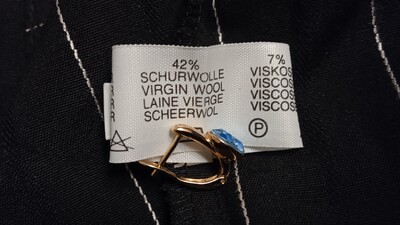 42%
SCHURWOLLE
VIRGIN WOOL
LAINE VIERGE
SCHEERWOL
7%
VISKOS
VISCOS
VISCOS
VISCOS
P